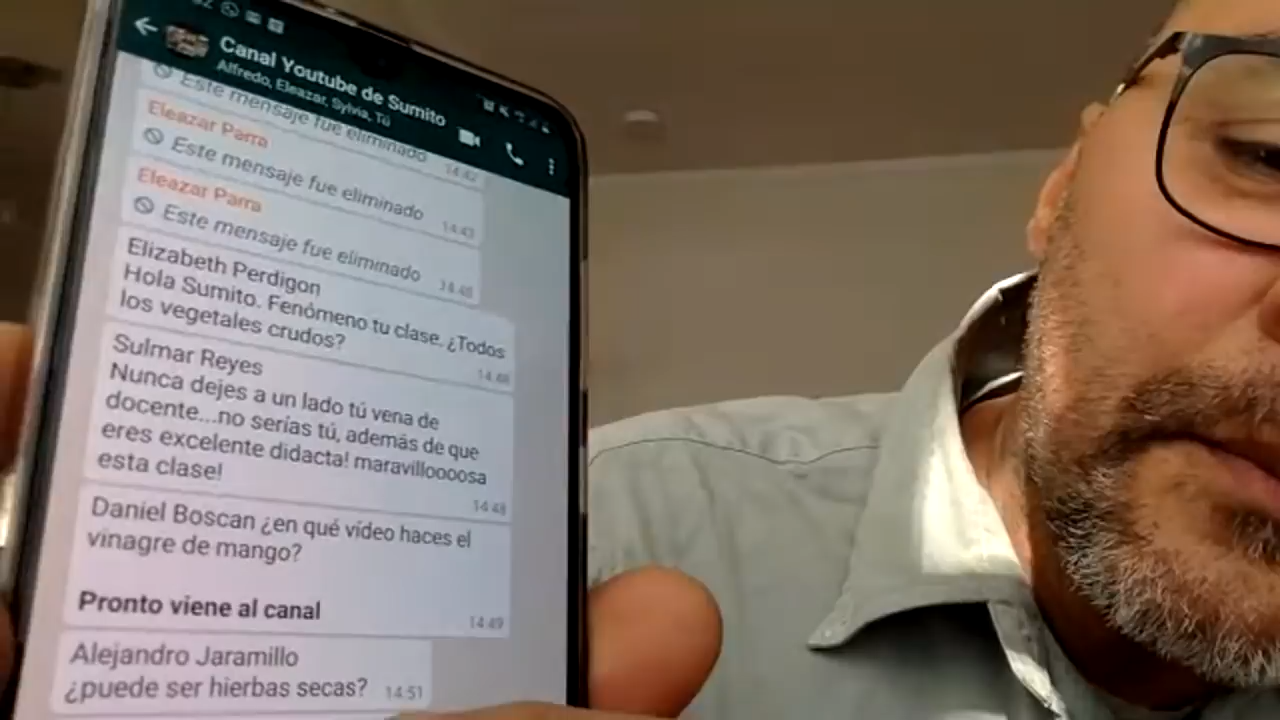 Canal Youtube de Sumito
Alfredo, Eleazar, Sylvia, Tú
Este mensaje fue eliminado
14:42
Eleazar Parra
Este mensaje fue eliminado
14:43
Eleazar Parra
Este mensaje fue eliminado
14:48
Elizabeth Perdigon
Hola Sumito. Fenómeno tu clase. ¿Todos
los vegetales crudos?
14:48
Sulmar Reyes
Nunca dejes a un lado tú vena de
docente...no serías tú, además de que
eres excelente didacta! maravilloooosa
esta clase!
14:48
Daniel Boscan ¿en qué vídeo haces el
vinagre de mango?
Pronto viene al canal
14:49
Alejandro Jaramillo
¿puede ser hierbas secas? 14:51